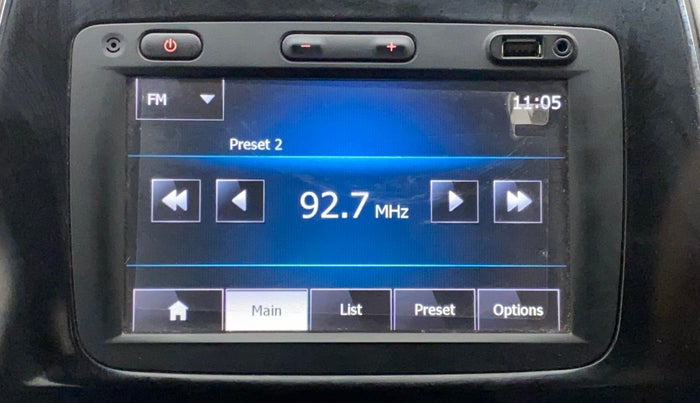 FM
11:05
Preset 2
92.7 MHz
Main
List
Preset
Options